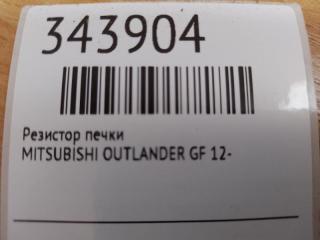 343904
Резистор печки
MITSUBISHI OUTLANDER GF 12-